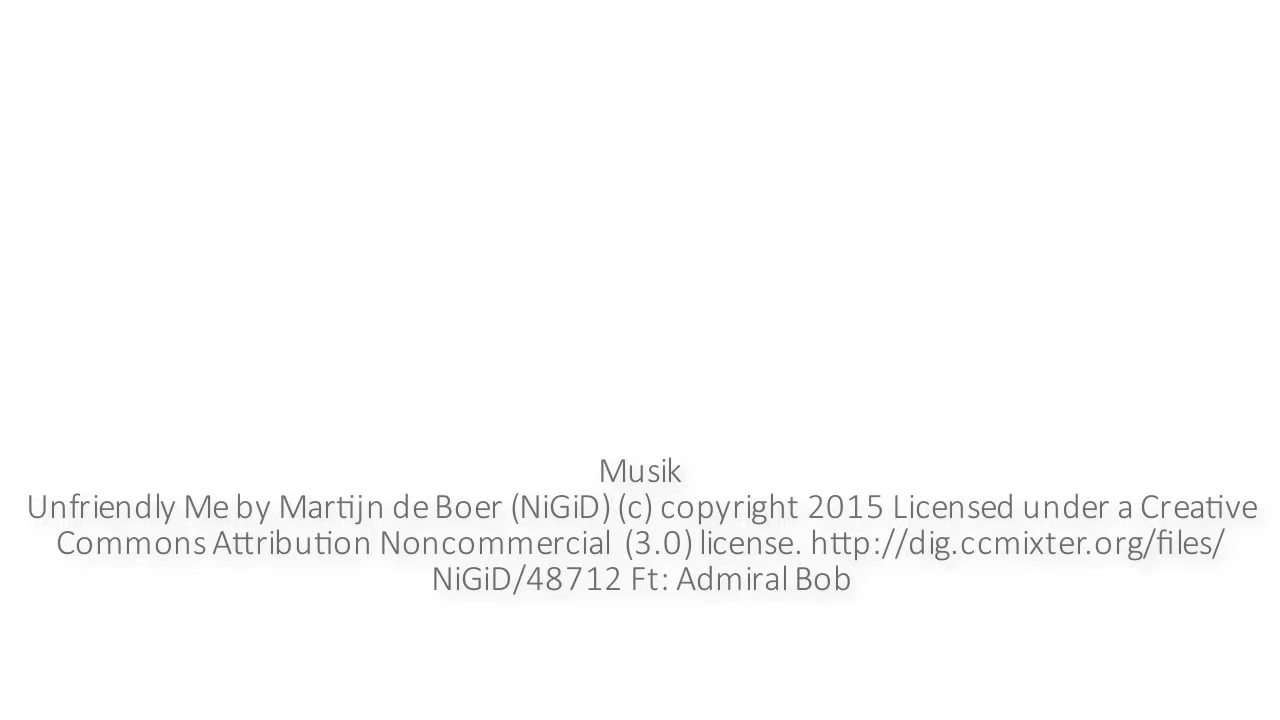 Musik
Unfriendly Me by Martijn de Boer (NiGiD) (c) copyright 2015 Licensed under a Creative
Commons Attribution Noncommercial (3.0) license. http://dig.ccmixter.org/files/
NiGiD/48712 Ft: Admiral Bob